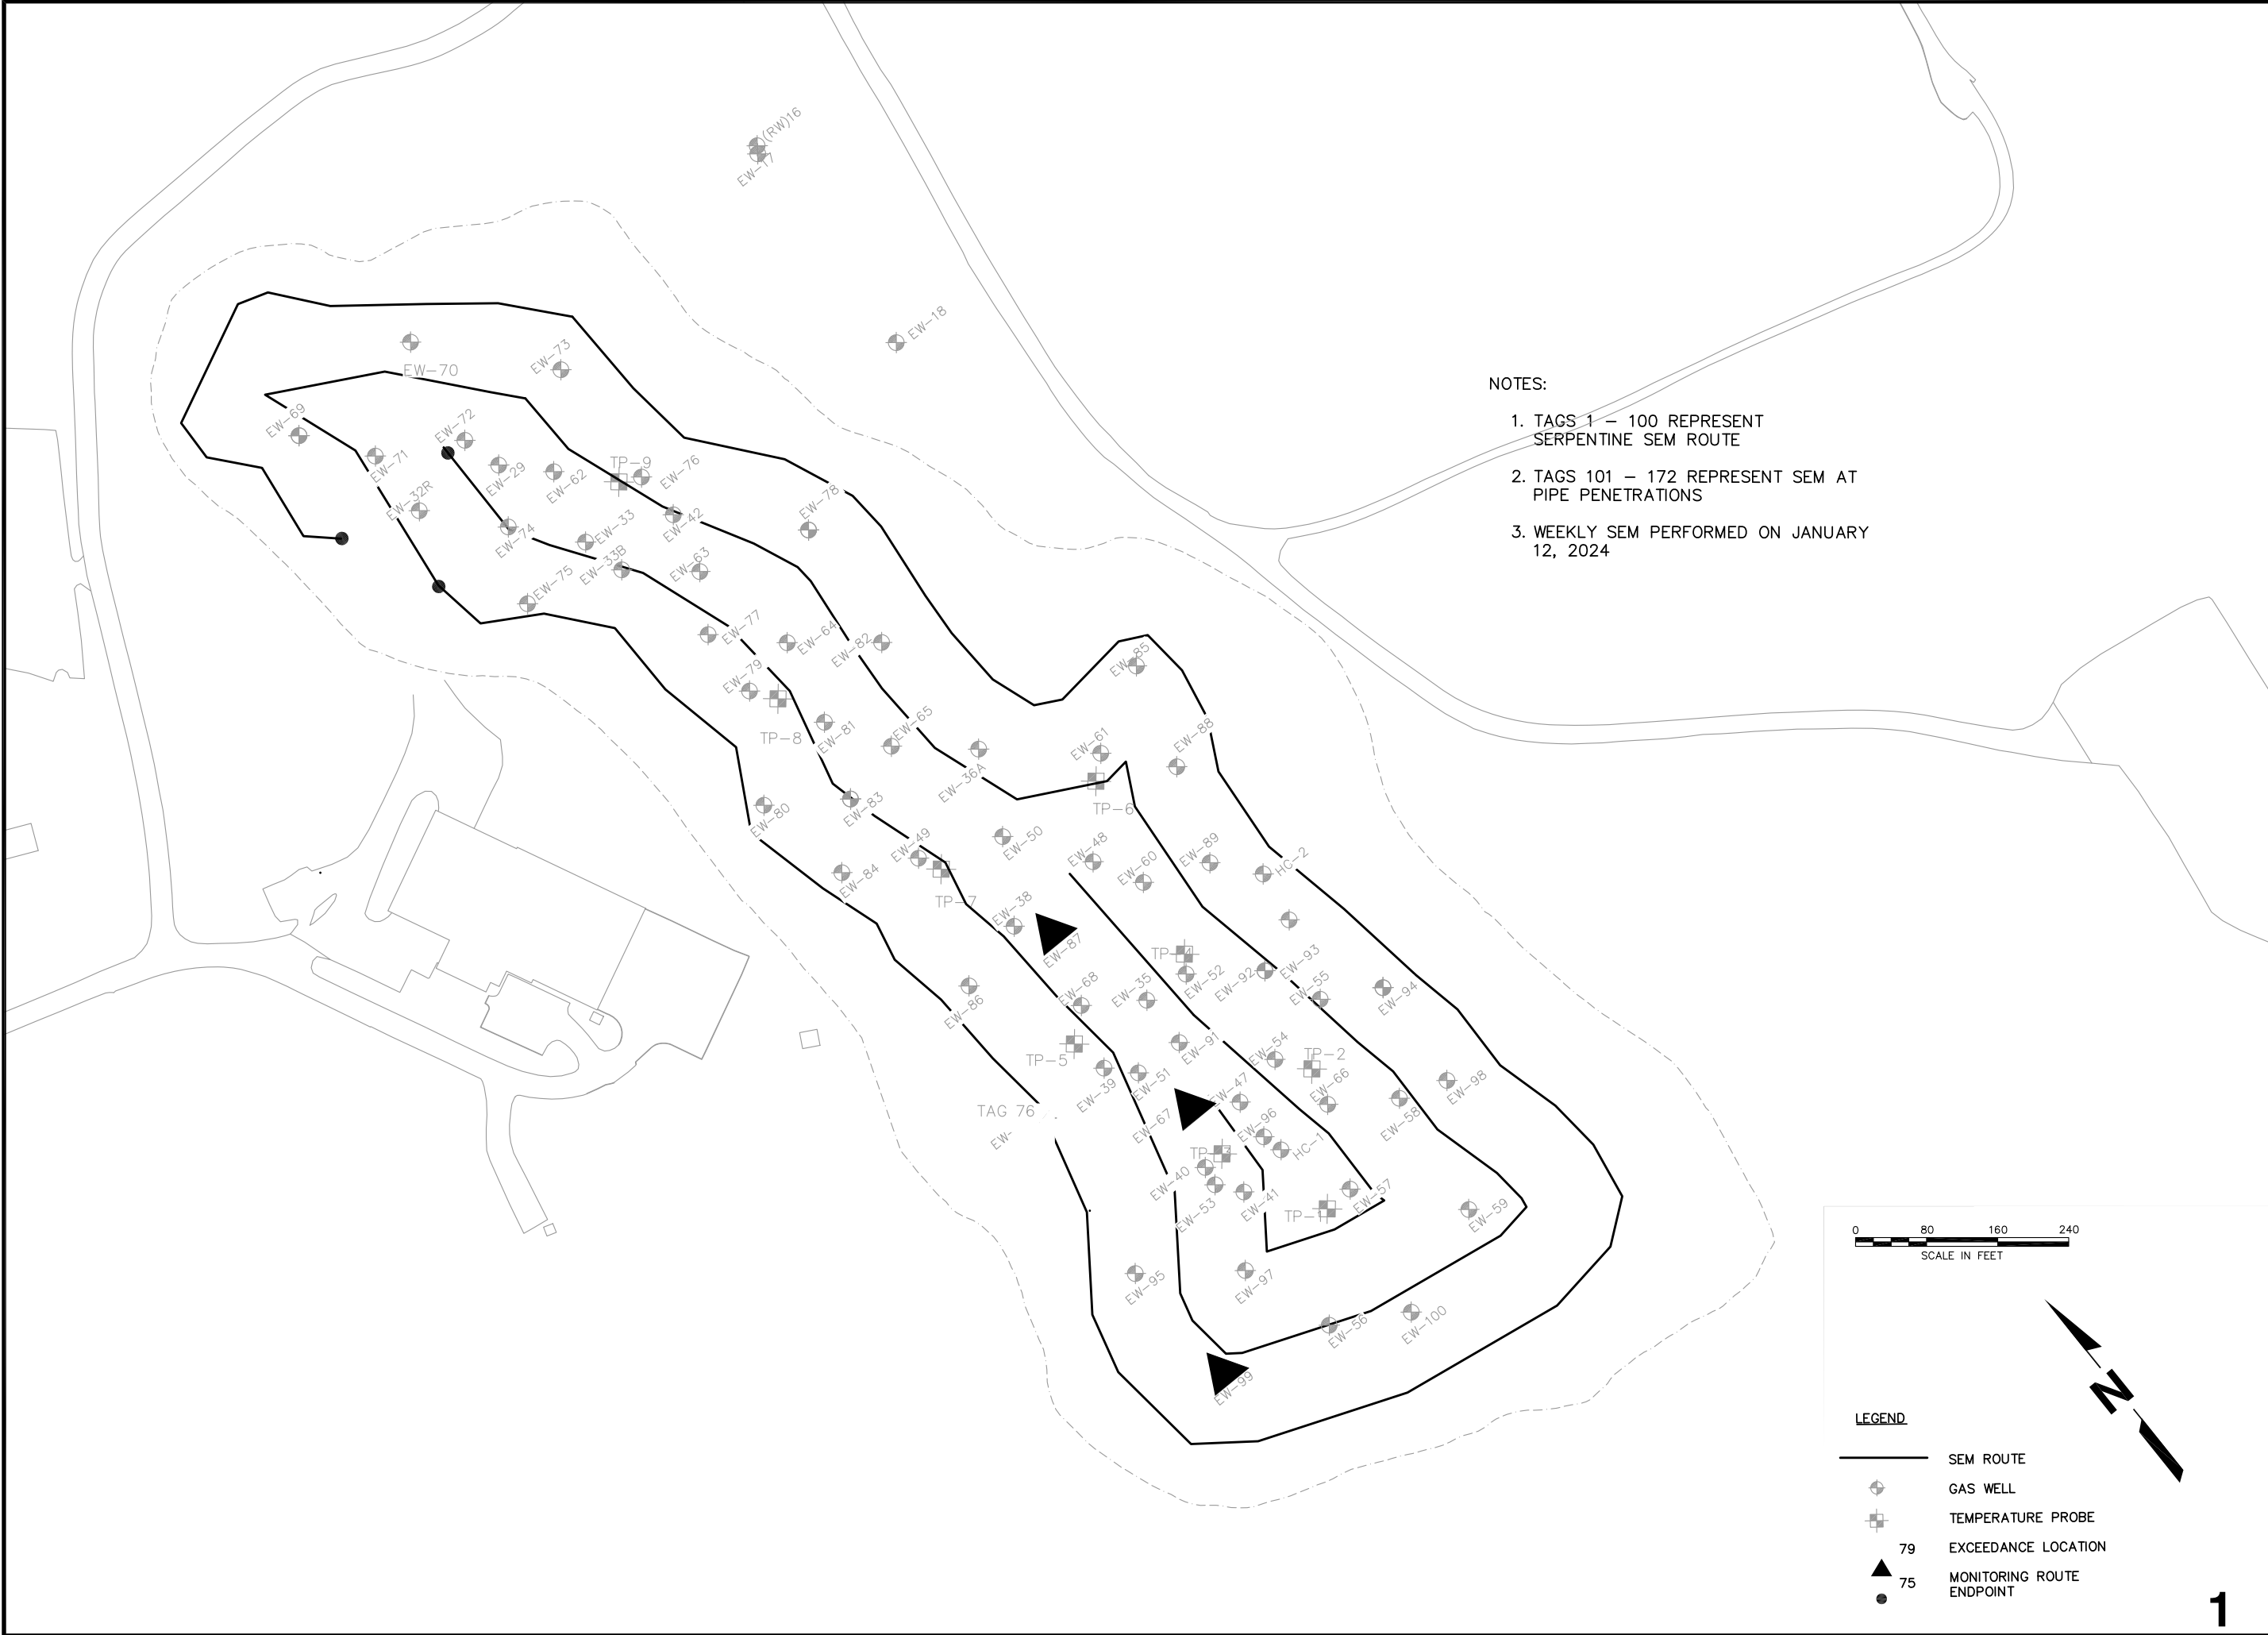 (RW)16
EW-17
EW-18
EW-73
EW-70
NOTES:
1. TAGS 1 - 100 REPRESENT
SERPENTINE SEM ROUTE
2. TAGS 101 - 172 REPRESENT SEM AT
PIPE PENETRATIONS
3. WEEKLY SEM PERFORMED ON JANUARY
12, 2024
EW-69
EW-72
EW-71
EW-29
EW-62
TP-9
EW-76
EW-32R
EW-74
EW-33
EW-42
EW-78
EW-33B
EW-63
EW-75
EW-77
EW-64
EW-82
EW-85
EW-79
TP-8
EW-81
EW-65
EW-36A
EW-61
EW-88
TP-6
EW-80
EW-83
EW-49
EW-50
EW-48
EW-60
EW-89
HC-2
EW-84
TP-7
EW-38
EW-87
TP-4
EW-52
EW-92
EW-93
EW-55
EW-94
EW-86
EW-68
EW-35
EW-91
EW-54
TP-2
TP-5
EW-39
EW-51
EW-47
EW-66
EW-58
EW-98
TAG 76
EW-
EW-67
EW-96
HC-1
TP-3
EW-40
EW-53
EW-41
TP-1
EW-57
EW-59
EW-95
EW-97
EW-56
EW-100
EW-99
0 80 160 240
SCALE IN FEET
N
LEGEND
SEM ROUTE
GAS WELL
TEMPERATURE PROBE
79 EXCEEDANCE LOCATION
75 MONITORING ROUTE
ENDPOINT
1